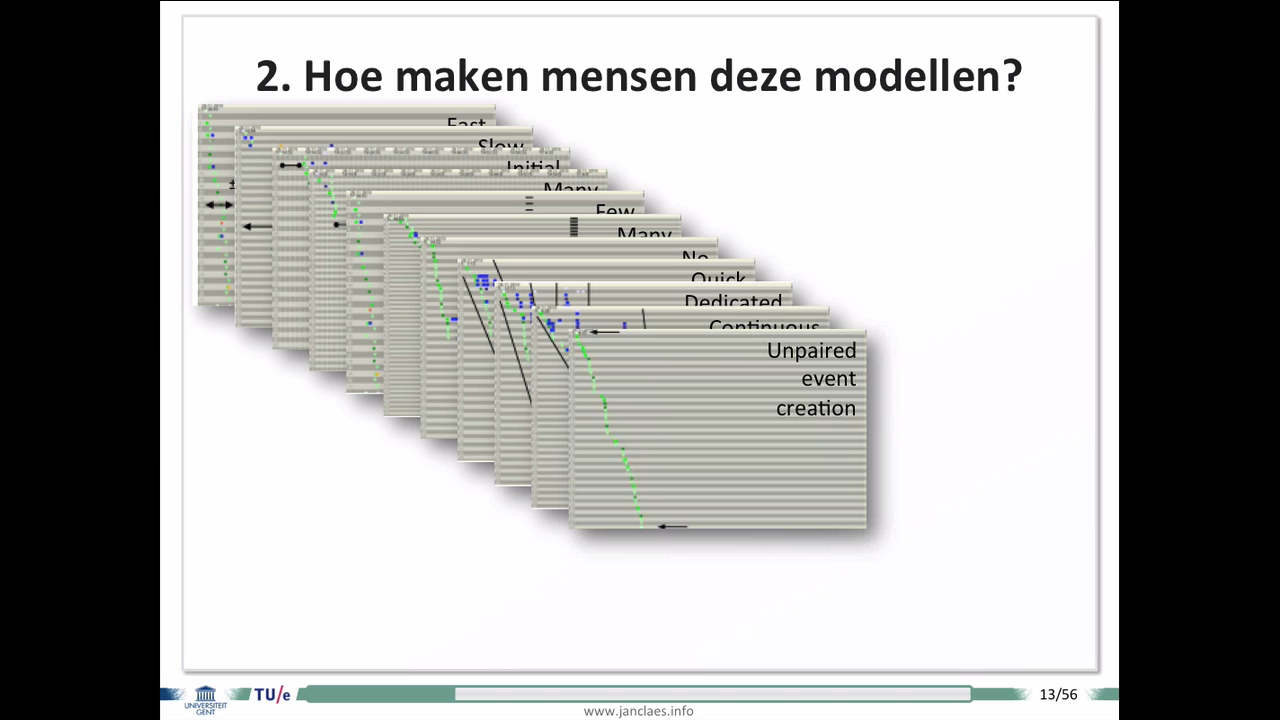 2. Hoe maken mensen deze modellen?
Fast
Slow
Initial
Many
Few
Many
No
Quick
Dedicated
Continuous
Unpaired
event
creation
UNIVERSITEIT
GENT
TU/e
13/56
www.janclaes.info